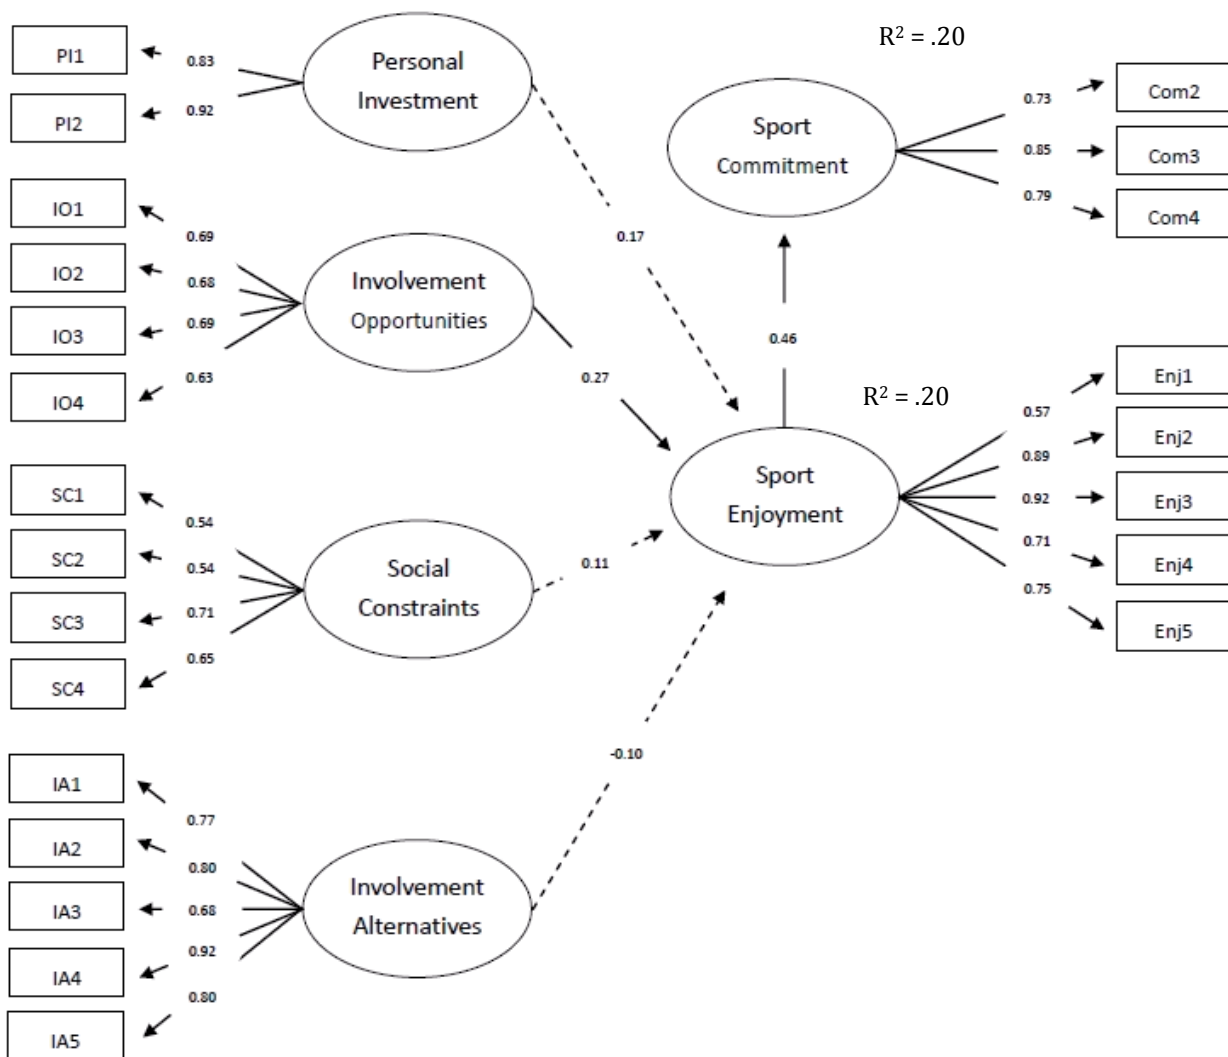 PI1
0.83
PI2
0.92
Personal
Investment
IO1
0.69
IO2
0.68
IO3
0.69
IO4
0.63
Involvement
Opportunities
SC1
0.54
SC2
0.54
SC3
0.71
SC4
0.65
Social
Constraints
IA1
0.77
IA2
0.80
IA3
0.68
IA4
0.92
IA5
0.80
Involvement
Alternatives
0.17
0.27
0.11
-0.10
R² = .20
Sport
Commitment
0.73
Com2
0.85
Com3
0.79
Com4
0.46
R² = .20
Sport
Enjoyment
0.57
Enj1
0.89
Enj2
0.92
Enj3
0.71
Enj4
0.75
Enj5